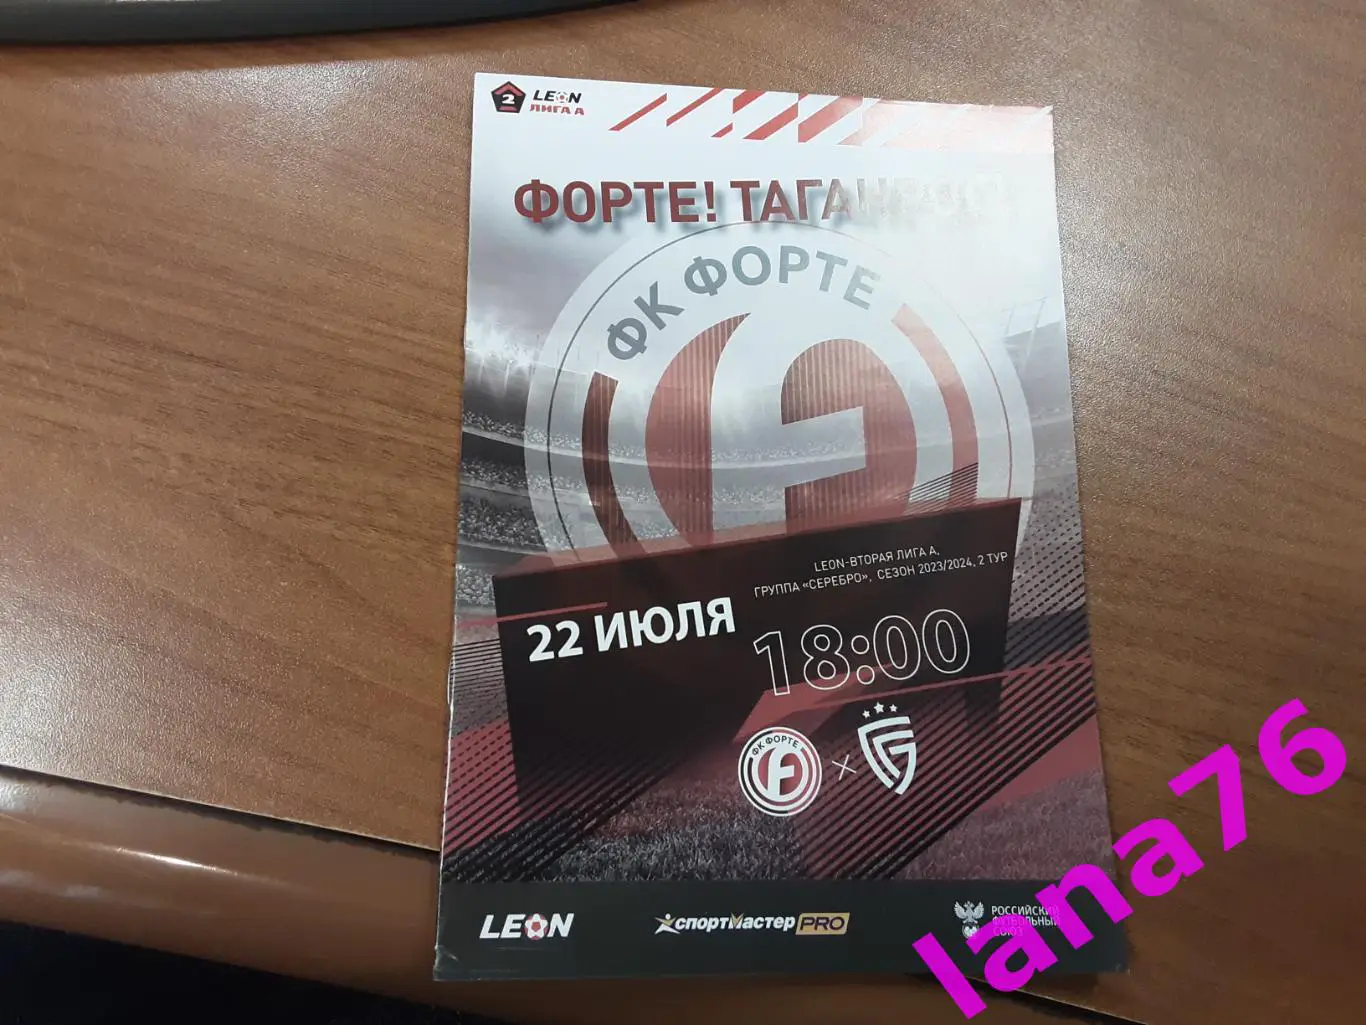 2 LEON
ЛИГА А
ФОРТЕ! ТАГАНРОГ!
ФК ФОРТЕ
F
LEON-ВТОРАЯ ЛИГА А,
ГРУППА «СЕРЕБРО», СЕЗОН 2023/2024, 2 ТУР
22 ИЮЛЯ
18:00
ФК ФОРТЕ
F
×
LEON
СПОРТМАСТЕР PRO
РОССИЙСКИЙ
ФУТБОЛЬНЫЙ
СОЮЗ
lana76